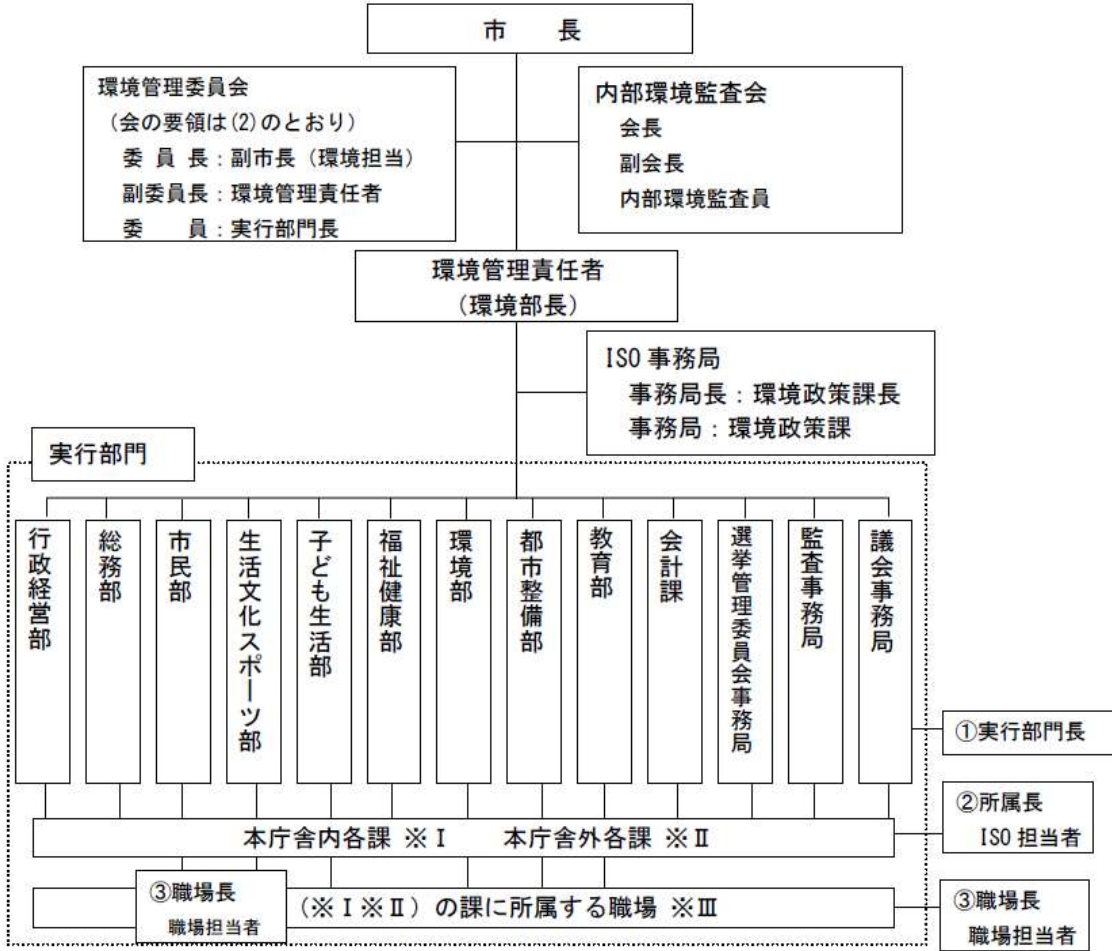 市　　長
環境管理委員会
（会の要領は(2)のとおり）
委 員 長：副市長（環境担当）
副委員長：環境管理責任者
委　　員：実行部門長
内部環境監査会
会長
副会長
内部環境監査員
環境管理責任者
（環境部長）
ISO 事務局
事務局長：環境政策課長
事務局：環境政策課
実行部門
行政経営部
総務部
市民部
生活文化スポーツ部
子ども生活部
福祉健康部
環境部
都市整備部
教育部
会計課
選挙管理委員会事務局
監査事務局
議会事務局
①実行部門長
②所属長
ISO 担当者
本庁舎内各課 ※Ⅰ　　本庁舎外各課 ※Ⅱ
③職場長
職場担当者
（※Ⅰ※Ⅱ）の課に所属する職場 ※Ⅲ
③職場長
職場担当者